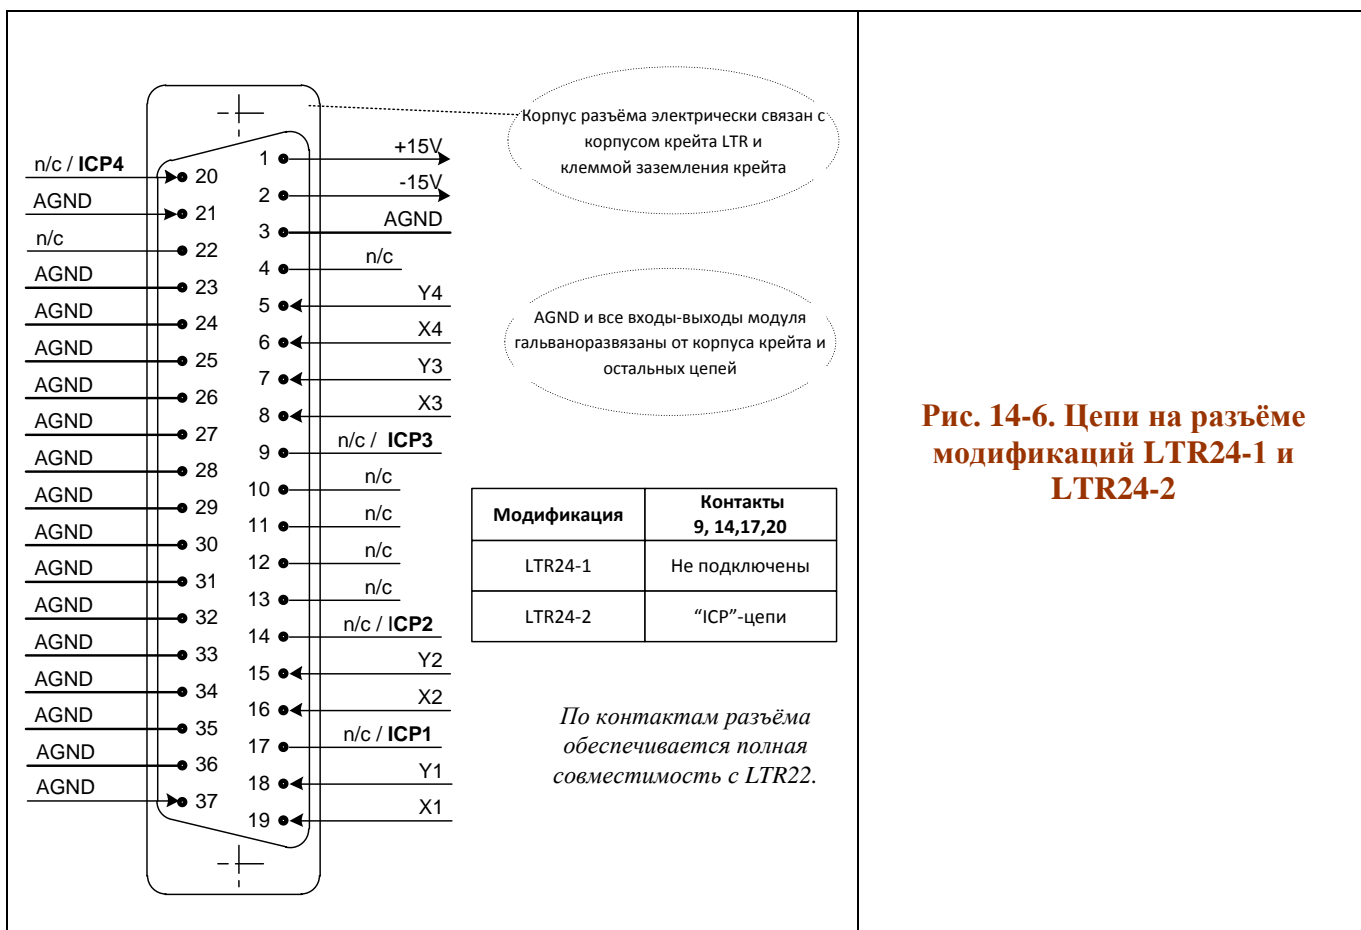 Корпус разъёма электрически связан с
корпусом крейта LTR и
клеммой заземления крейта
n/c / ICP4
20
AGND
21
n/c
22
AGND
23
AGND
24
AGND
25
AGND
26
AGND
27
AGND
28
AGND
29
AGND
30
AGND
31
AGND
32
AGND
33
AGND
34
AGND
35
AGND
36
AGND
37
1
+15V
2
-15V
3
AGND
4
n/c
5
Y4
6
X4
7
Y3
8
X3
9
n/c / ICP3
10
n/c
11
n/c
12
n/c
13
n/c
14
n/c / ICP2
15
Y2
16
X2
17
n/c / ICP1
18
Y1
19
X1
AGND и все входы-выходы модуля
гальваноразвязаны от корпуса крейта и
остальных цепей
Модификация
Контакты
9, 14,17,20
LTR24-1
Не подключены
LTR24-2
“ICP”-цепи
По контактам разъёма
обеспечивается полная
совместимость с LTR22.
Рис. 14-6. Цепи на разъёме
модификаций LTR24-1 и
LTR24-2